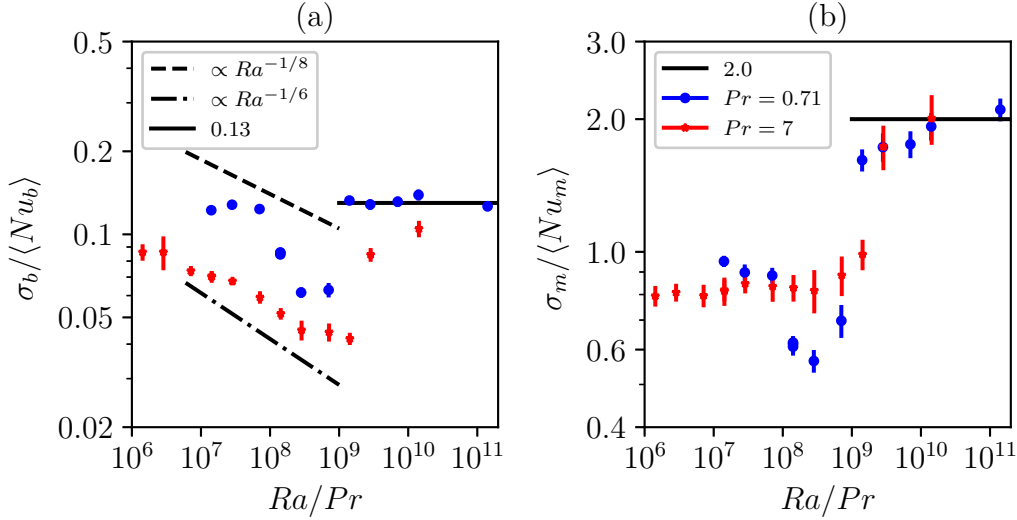 (a)
0.5
0.2
0.1
0.05
0.02
σ_b/⟨Nu_b⟩
∝ Ra^{-1/8}
∝ Ra^{-1/6}
0.13
10^6
10^7
10^8
10^9
10^{10}
10^{11}
Ra/Pr
(b)
3.0
2.0
1.0
0.6
0.4
σ_m/⟨Nu_m⟩
2.0
Pr = 0.71
Pr = 7
10^6
10^7
10^8
10^9
10^{10}
10^{11}
Ra/Pr